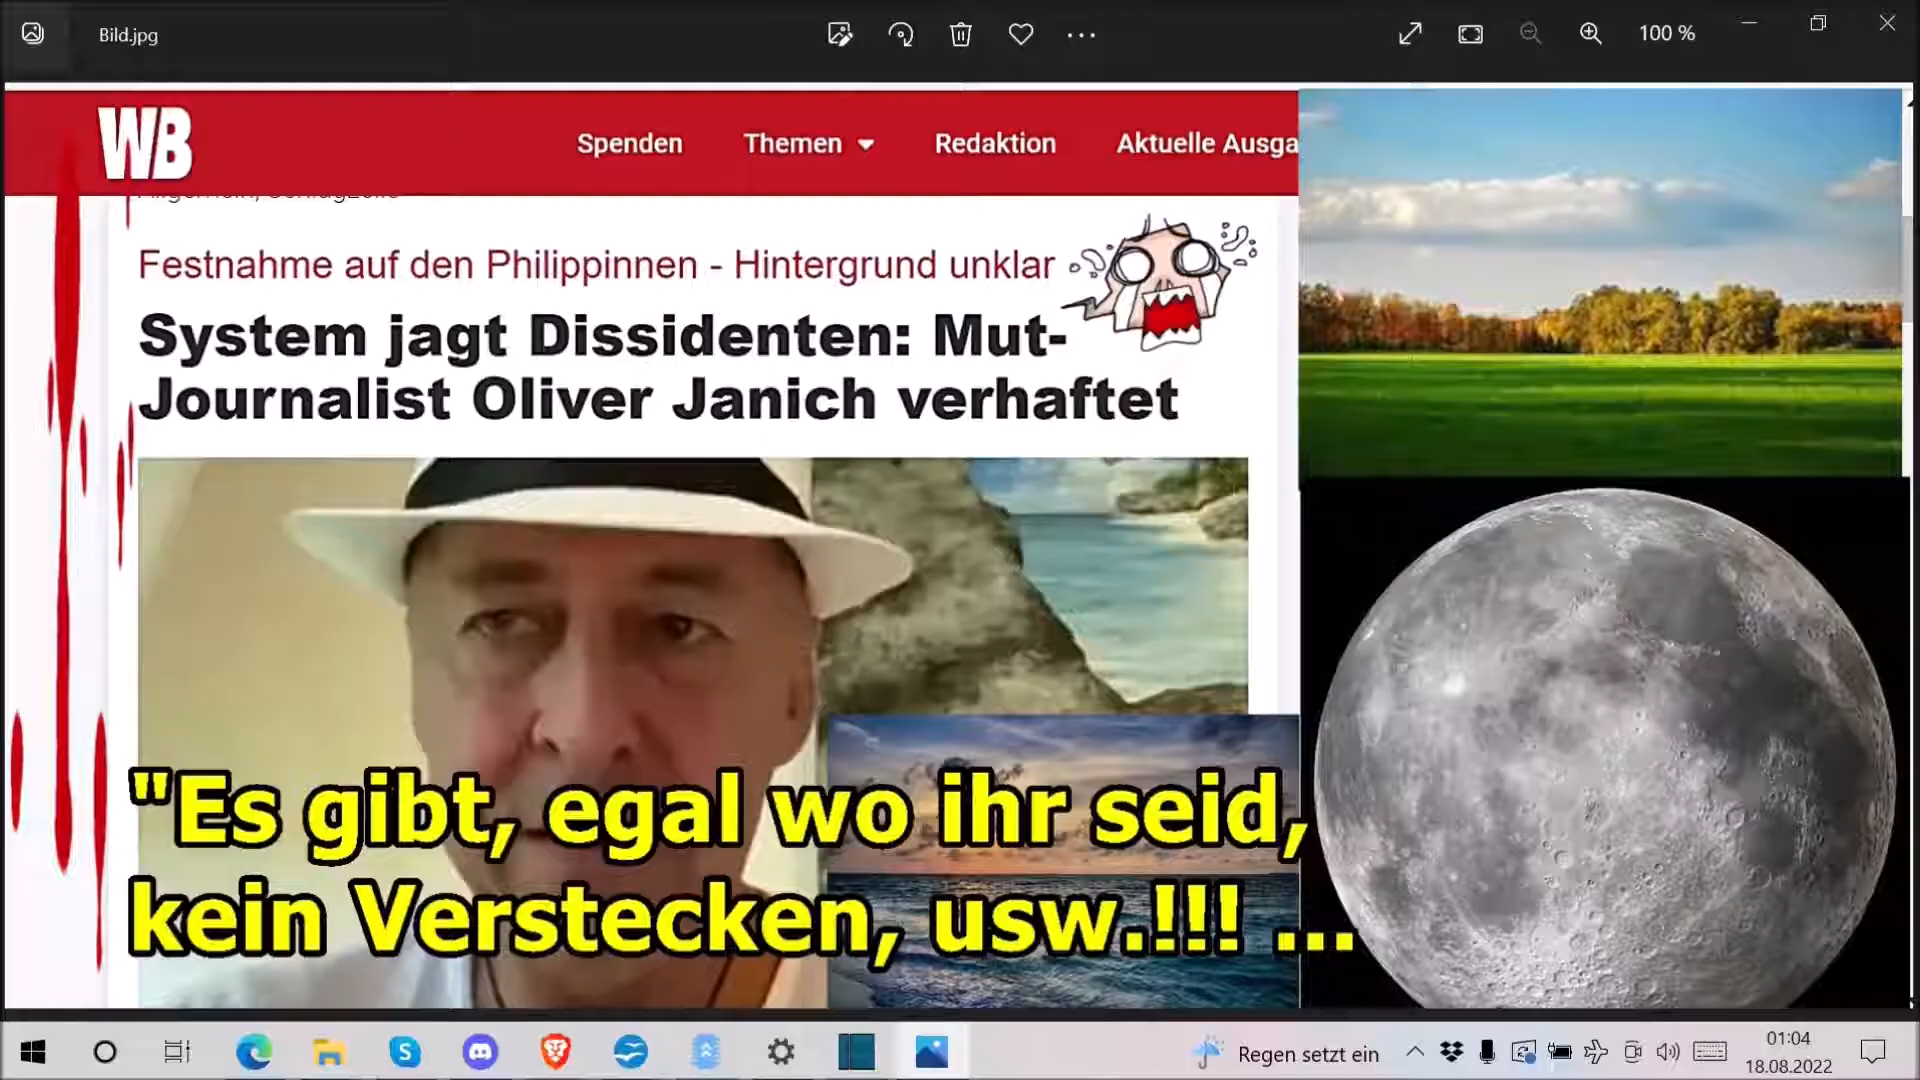 Bild.jpg
100 %
WB
Spenden
Themen
Redaktion
Aktuelle Ausga
Allgemein, Schlagzeile
Festnahme auf den Philippinnen - Hintergrund unklar
System jagt Dissidenten: Mut-
Journalist Oliver Janich verhaftet
"Es gibt, egal wo ihr seid,
kein Verstecken, usw.!!! ...
Regen setzt ein
01:04
18.08.2022